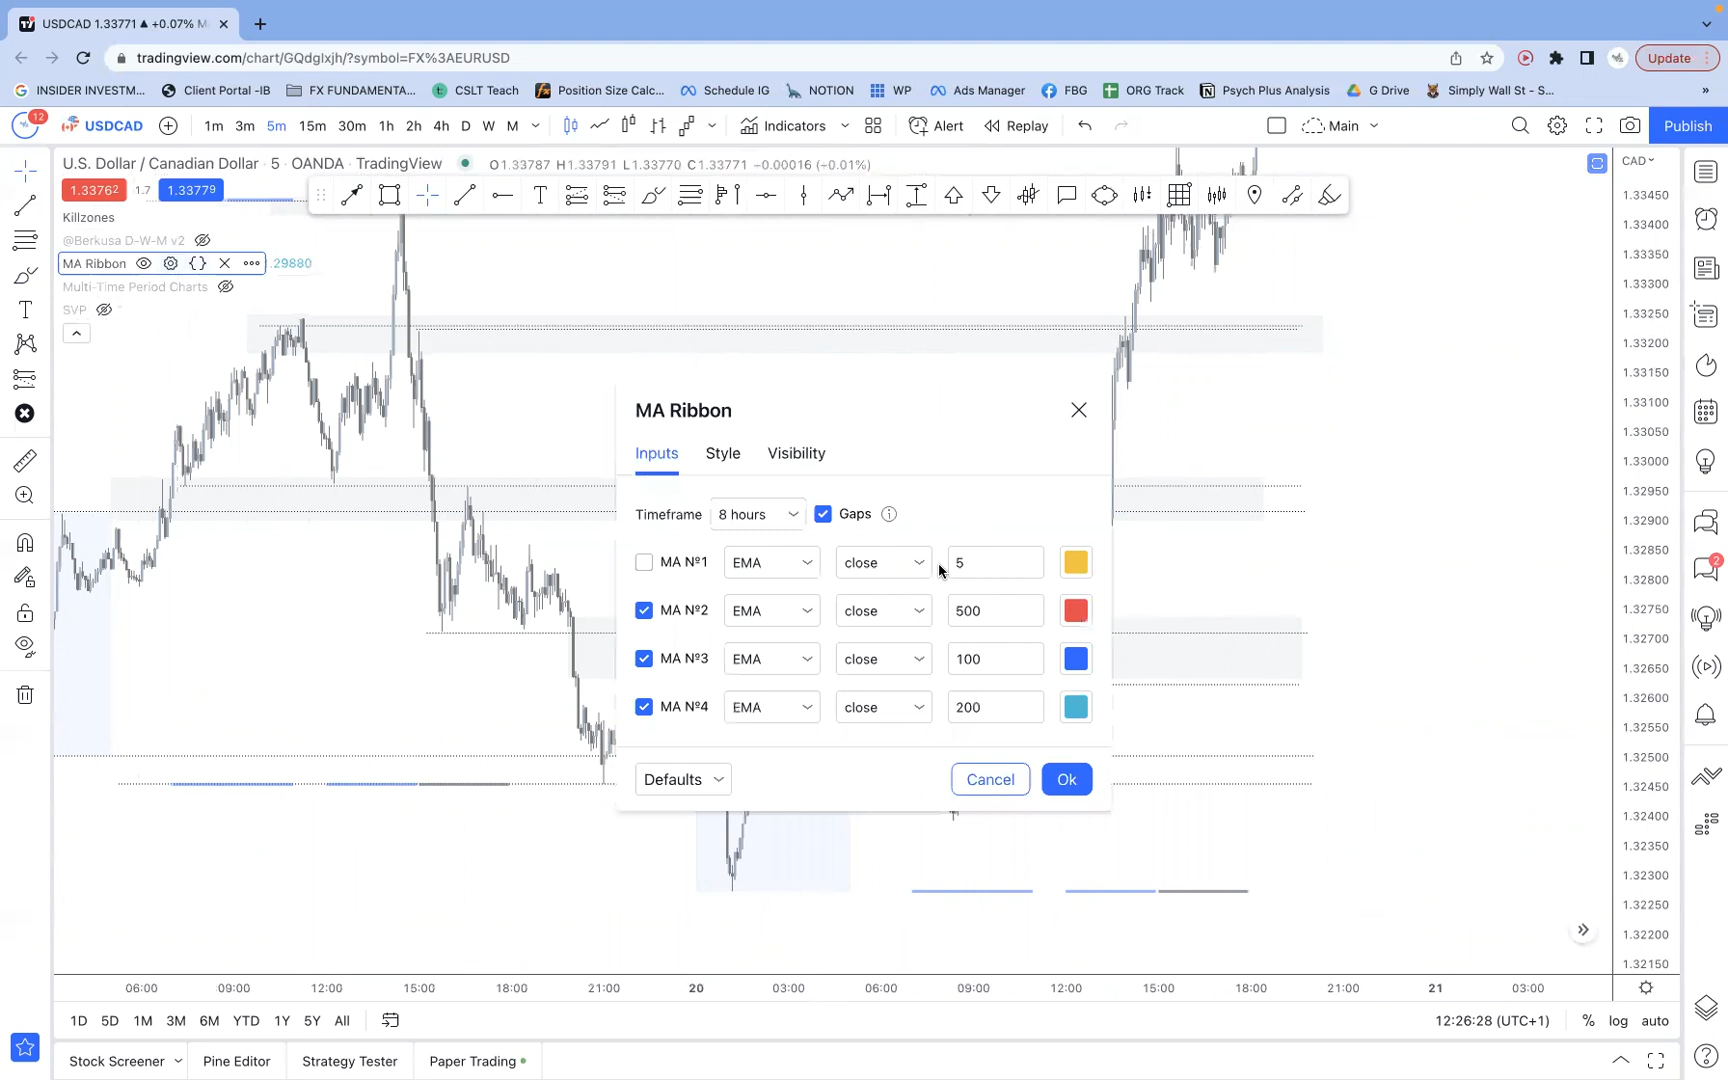 USDCAD 1.33771 ▲ +0.07% M
tradingview.com/chart/GQdglxjh/?symbol=FX%3AEURUSD
Update
INSIDER INVESTM...
Client Portal -IB
FX FUNDAMENTA...
CSLT Teach
Position Size Calc...
Schedule IG
NOTION
WP
Ads Manager
FBG
ORG Track
Psych Plus Analysis
G Drive
Simply Wall St - S...
»
12
USDCAD
1m 3m 5m 15m 30m 1h 2h 4h D W M
Indicators
Alert
Replay
Main
Publish
U.S. Dollar / Canadian Dollar · 5 · OANDA · TradingView
O1.33787 H1.33791 L1.33770 C1.33771 −0.00016 (−0.01%)
CAD
1.33762 1.7 1.33779
Killzones
@Berkusa D-W-M v2
MA Ribbon
.29880
Multi-Time Period Charts
SVP
1.33450
1.33400
1.33350
1.33300
1.33250
1.33200
1.33150
1.33100
1.33050
1.33000
1.32950
1.32900
1.32850
1.32800
1.32750
1.32700
1.32650
1.32600
1.32550
1.32500
1.32450
1.32400
1.32350
1.32300
1.32250
1.32200
1.32150
MA Ribbon
Inputs
Style
Visibility
Timeframe
8 hours
Gaps
MA Nº1 EMA close 5
MA Nº2 EMA close 500
MA Nº3 EMA close 100
MA Nº4 EMA close 200
Defaults
Cancel
Ok
2
06:00 09:00 12:00 15:00 18:00 21:00 20 03:00 06:00 09:00 12:00 15:00 18:00 21:00 21 03:00
1D 5D 1M 3M 6M YTD 1Y 5Y All
12:26:28 (UTC+1)
% log auto
Stock Screener
Pine Editor
Strategy Tester
Paper Trading